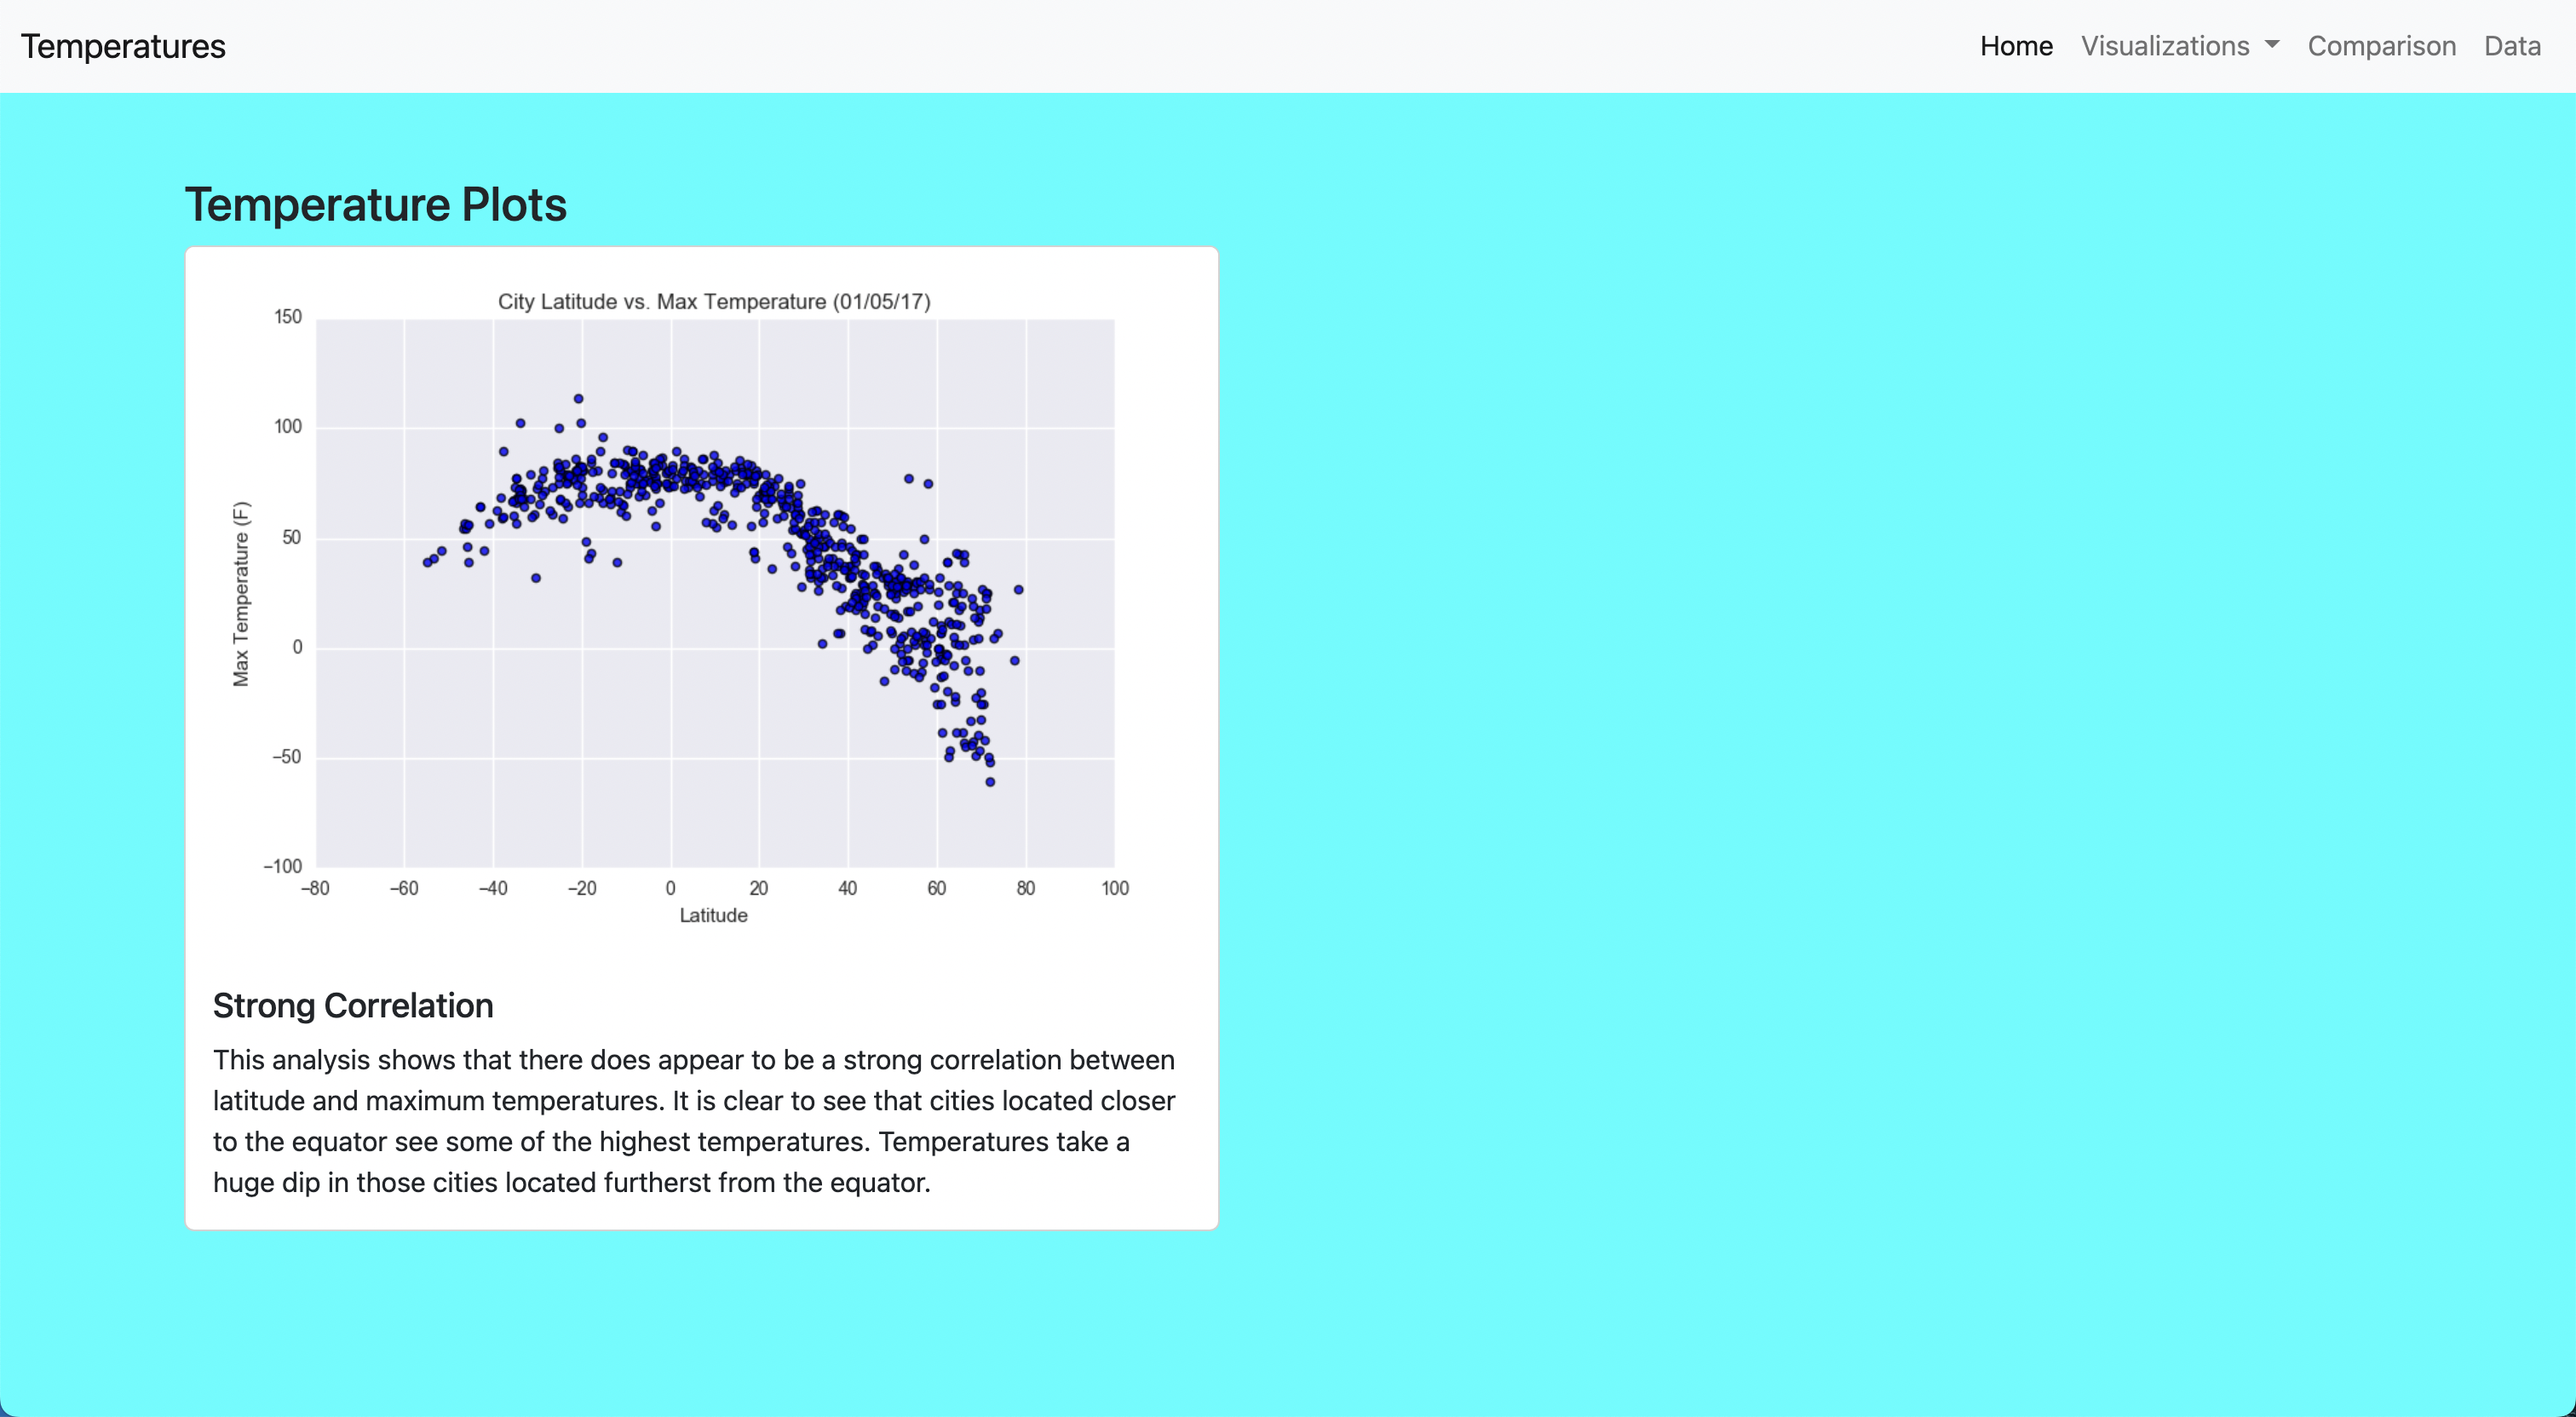 Temperatures
Home Visualizations Comparison Data
Temperature Plots
City Latitude vs. Max Temperature (01/05/17)
150
100
50
0
−50
−100
Max Temperature (F)
−80 −60 −40 −20 0 20 40 60 80 100
Latitude
Strong Correlation
This analysis shows that there does appear to be a strong correlation between
latitude and maximum temperatures. It is clear to see that cities located closer
to the equator see some of the highest temperatures. Temperatures take a
huge dip in those cities located furtherst from the equator.